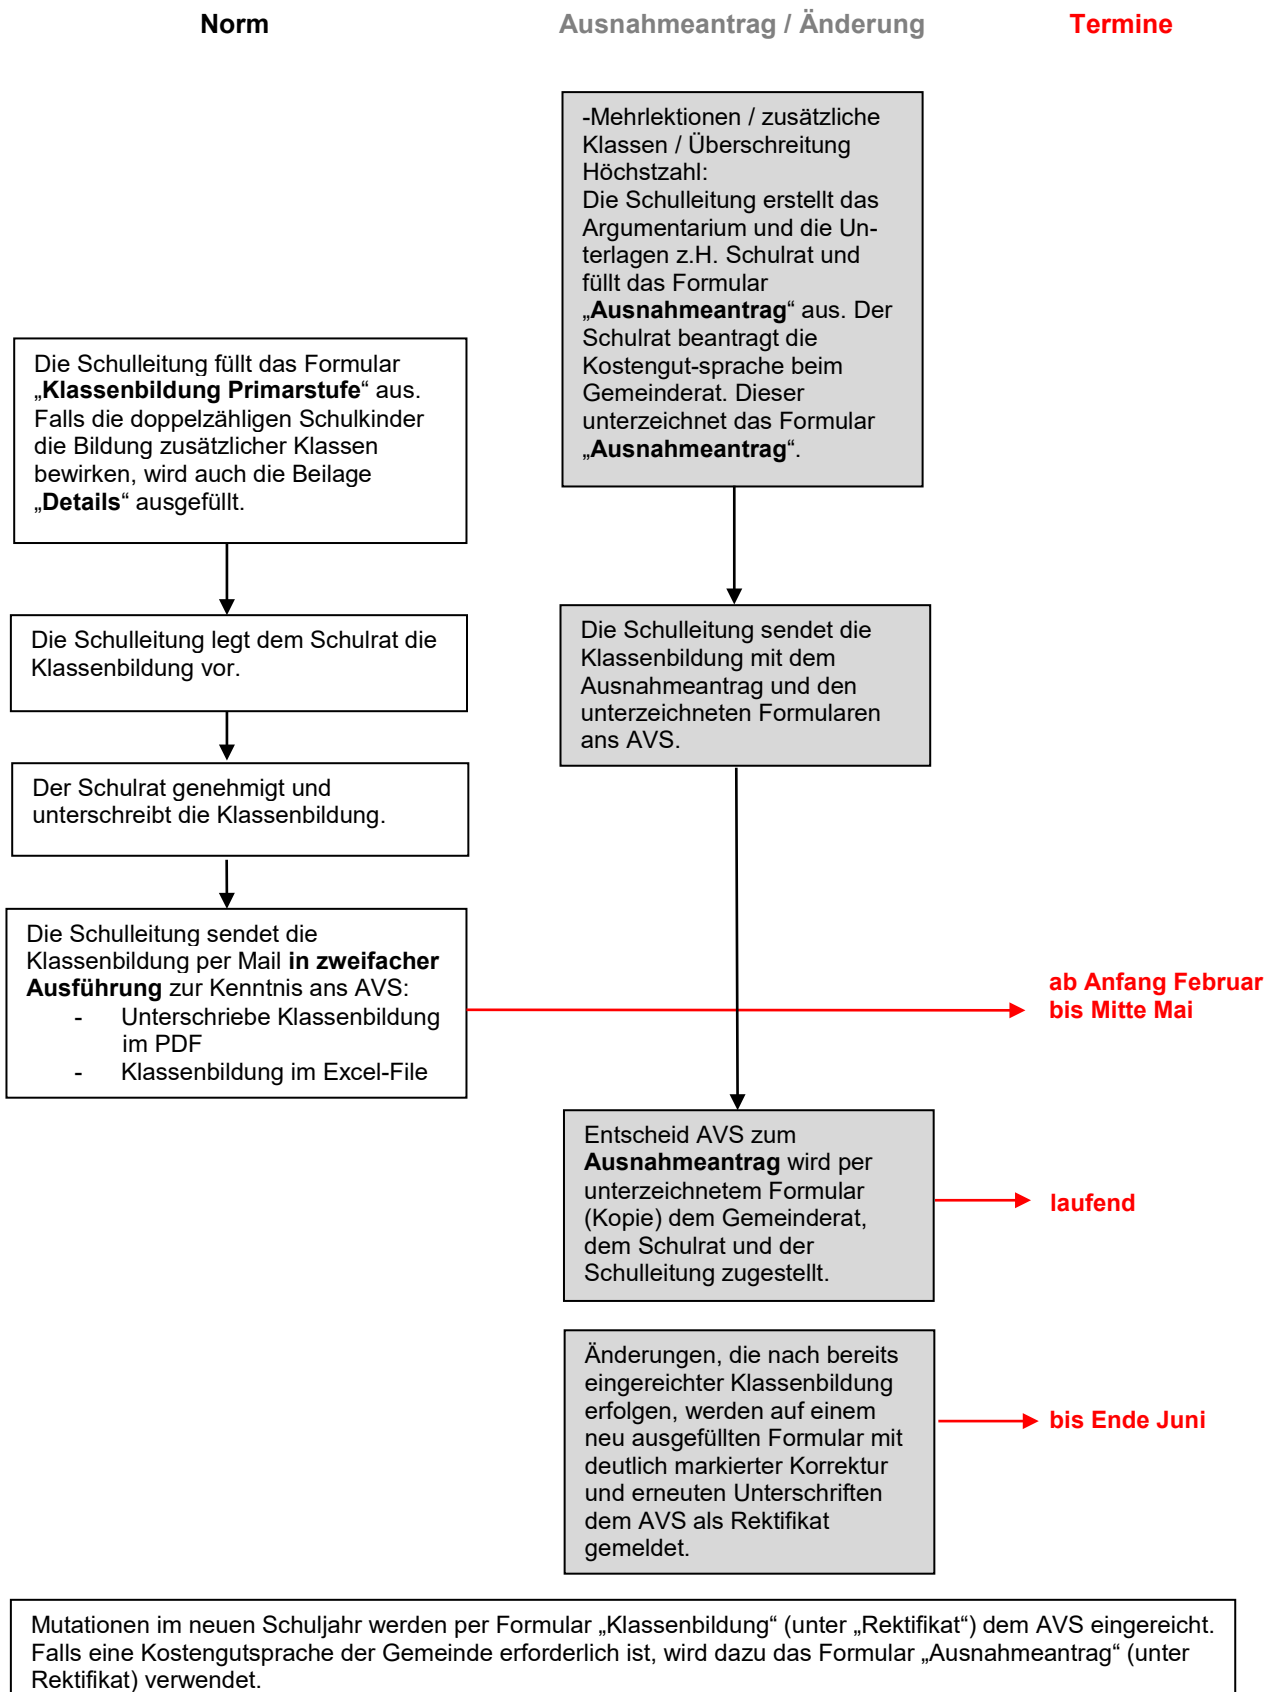 Norm
Ausnahmeantrag / Änderung
Termine
-Mehrlektionen / zusätzliche
Klassen / Überschreitung
Höchstzahl:
Die Schulleitung erstellt das
Argumentarium und die Un-
terlagen z.H. Schulrat und
füllt das Formular
„Ausnahmeantrag“ aus. Der
Schulrat beantragt die
Kostengut-sprache beim
Gemeinderat. Dieser
unterzeichnet das Formular
„Ausnahmeantrag“.
Die Schulleitung füllt das Formular
„Klassenbildung Primarstufe“ aus.
Falls die doppelzähligen Schulkinder
die Bildung zusätzlicher Klassen
bewirken, wird auch die Beilage
„Details“ ausgefüllt.
Die Schulleitung legt dem Schulrat die
Klassenbildung vor.
Die Schulleitung sendet die
Klassenbildung mit dem
Ausnahmeantrag und den
unterzeichneten Formularen
ans AVS.
Der Schulrat genehmigt und
unterschreibt die Klassenbildung.
Die Schulleitung sendet die
Klassenbildung per Mail in zweifacher
Ausführung zur Kenntnis ans AVS:
- Unterschriebe Klassenbildung
im PDF
- Klassenbildung im Excel-File
ab Anfang Februar
bis Mitte Mai
Entscheid AVS zum
Ausnahmeantrag wird per
unterzeichnetem Formular
(Kopie) dem Gemeinderat,
dem Schulrat und der
Schulleitung zugestellt.
laufend
Änderungen, die nach bereits
eingereichter Klassenbildung
erfolgen, werden auf einem
neu ausgefüllten Formular mit
deutlich markierter Korrektur
und erneuten Unterschriften
dem AVS als Rektifikat
gemeldet.
bis Ende Juni
Mutationen im neuen Schuljahr werden per Formular „Klassenbildung“ (unter „Rektifikat“) dem AVS eingereicht.
Falls eine Kostengutsprache der Gemeinde erforderlich ist, wird dazu das Formular „Ausnahmeantrag“ (unter
Rektifikat) verwendet.